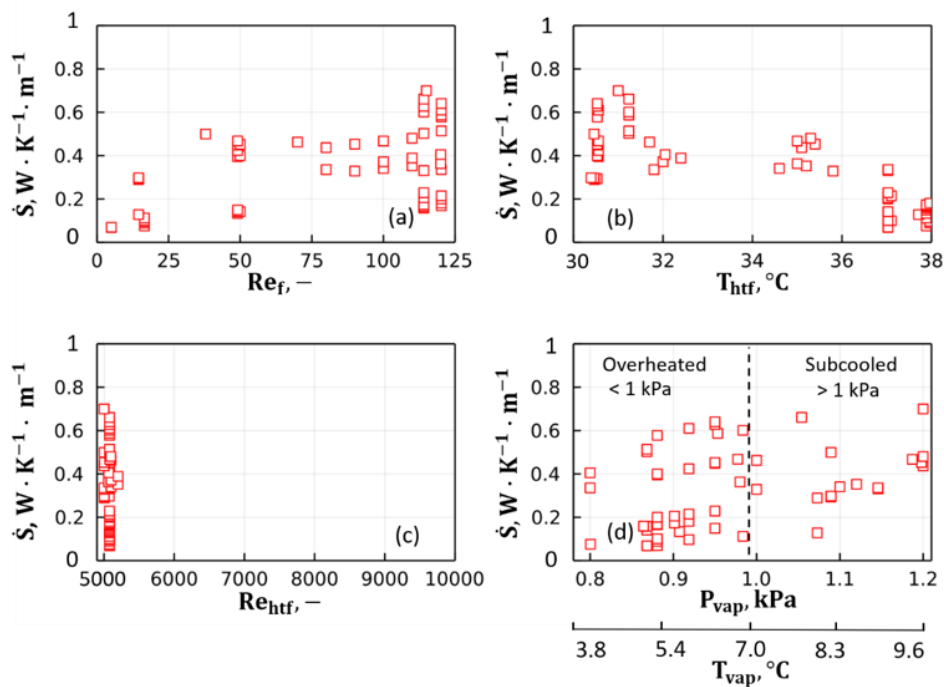 1
0.8
0.6
0.4
0.2
0
Ṡ, W · K⁻¹ · m⁻¹
(a)
0 25 50 75 100 125
Re_f, −
1
0.8
0.6
0.4
0.2
0
Ṡ, W · K⁻¹ · m⁻¹
(b)
30 32 34 36 38
T_htf, °C
1
0.8
0.6
0.4
0.2
0
Ṡ, W · K⁻¹ · m⁻¹
(c)
5000 6000 7000 8000 9000 10000
Re_htf, −
1
0.8
0.6
0.4
0.2
0
Ṡ, W · K⁻¹ · m⁻¹
Overheated
< 1 kPa
Subcooled
> 1 kPa
(d)
0.8 0.9 1.0 1.1 1.2
P_vap, kPa
3.8 5.4 7.0 8.3 9.6
T_vap, °C